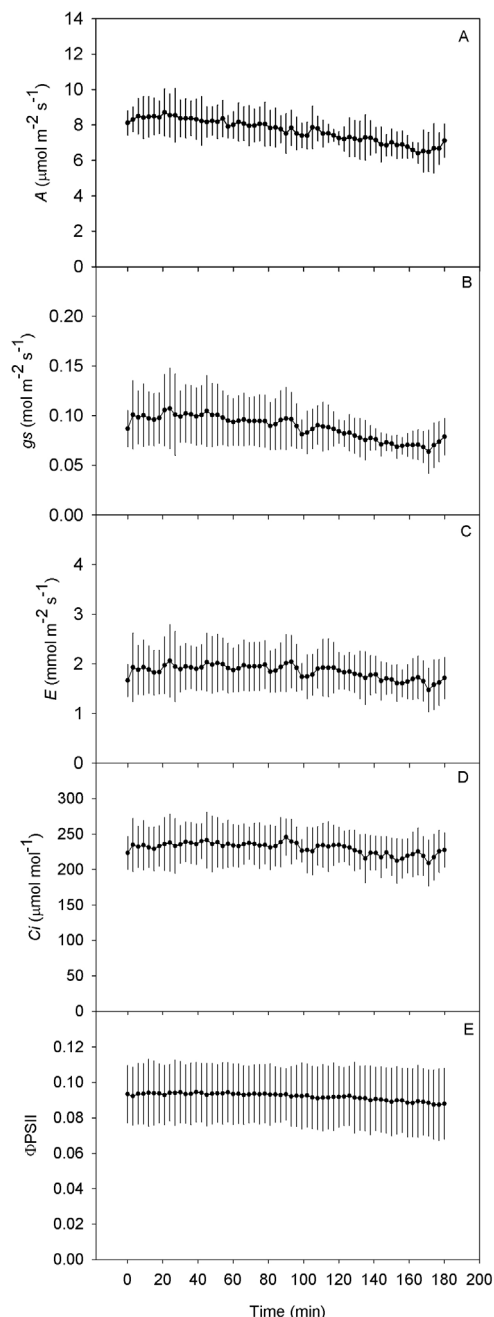 A
14
12
10
8
6
4
2
0
A (μmol m-2 s-1)
B
0.20
0.15
0.10
0.05
0.00
gs (mol m-2 s-1)
C
4
3
2
1
0
E (mmol m-2 s-1)
D
300
250
200
150
100
50
0
Ci (μmol mol-1)
E
0.12
0.10
0.08
0.06
0.04
0.02
0.00
ΦPSII
0 20 40 60 80 100 120 140 160 180 200
Time (min)